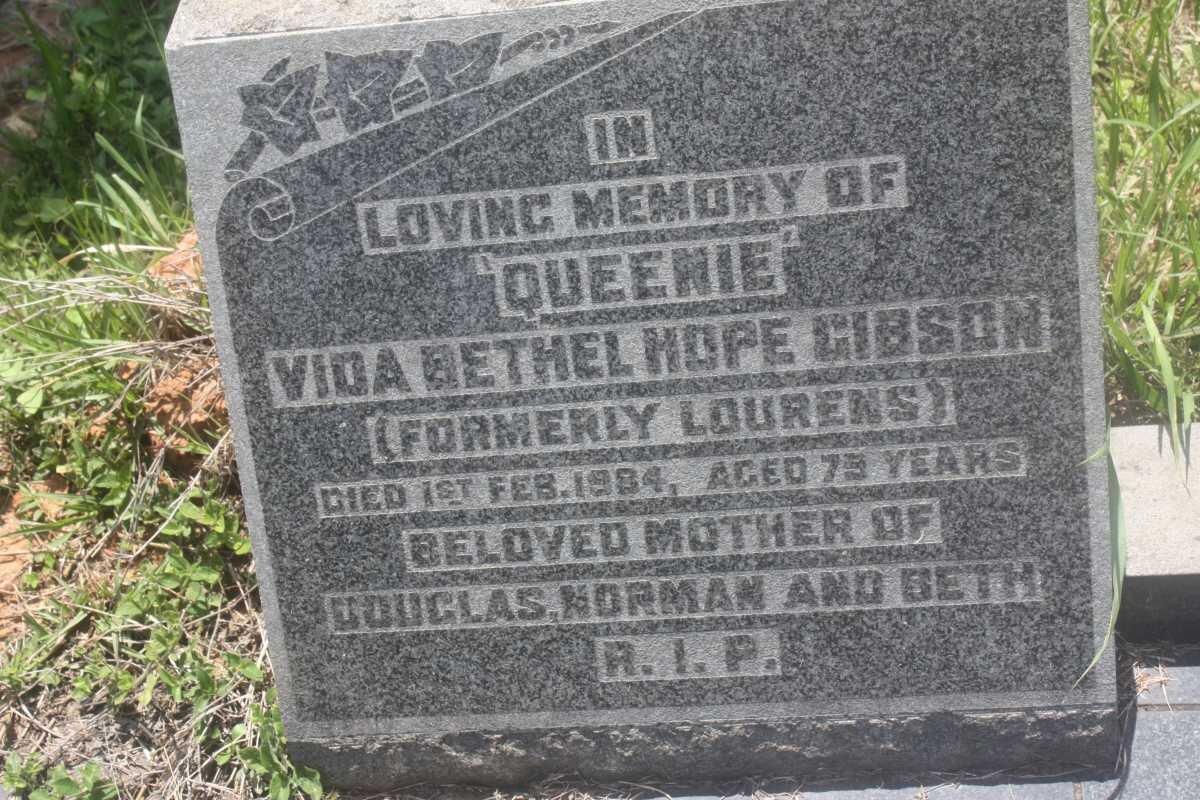 IN
LOVING MEMORY OF
'QUEENIE'
VIDA BETHEL HOPE GIBSON
(FORMERLY LOURENS)
DIED 1ST FEB. 1984, AGED 73 YEARS
BELOVED MOTHER OF
DOUGLAS, NORMAN AND BETH
R. I. P.